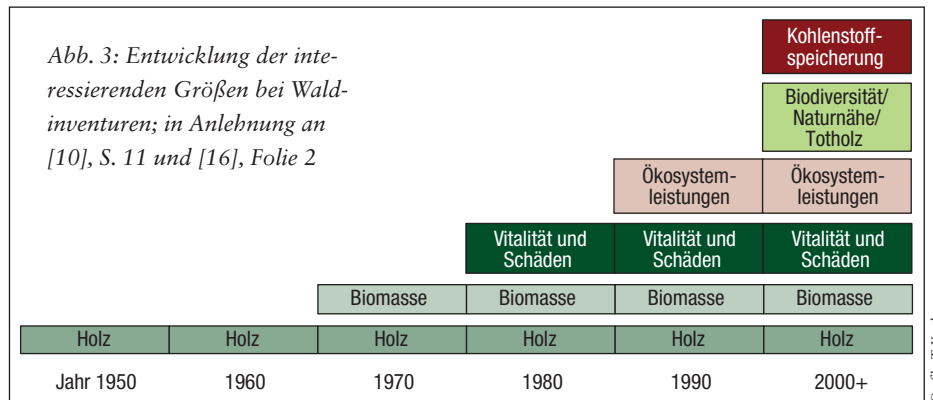 Abb. 3: Entwicklung der inte-
ressierenden Größen bei Wald-
inventuren; in Anlehnung an
[10], S. 11 und [16], Folie 2
Kohlenstoff-
speicherung
Biodiversität/
Naturnähe/
Totholz
Ökosystem-
leistungen
Ökosystem-
leistungen
Vitalität und
Schäden
Vitalität und
Schäden
Vitalität und
Schäden
Biomasse Biomasse Biomasse Biomasse
Holz Holz Holz Holz Holz Holz
Jahr 1950 1960 1970 1980 1990 2000+